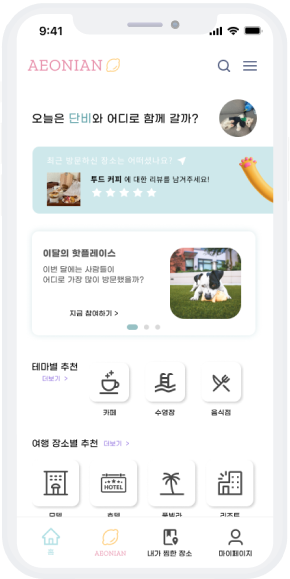 9:41
AEONIAN
오늘은 단비와 어디로 함께 갈까?
최근 방문하신 장소는 어떠셨나요?
투드 커피 에 대한 리뷰를 남겨주세요!
이달의 핫플레이스
이번 달에는 사람들이
어디로 가장 많이 방문했을까?
지금 참여하기 >
테마별 추천
더보기 >
카페 수영장 음식점
여행 장소별 추천 더보기 >
HOTEL
모텔 호텔 풀빌라 리조트
홈 AEONIAN 내가 찜한 장소 마이페이지